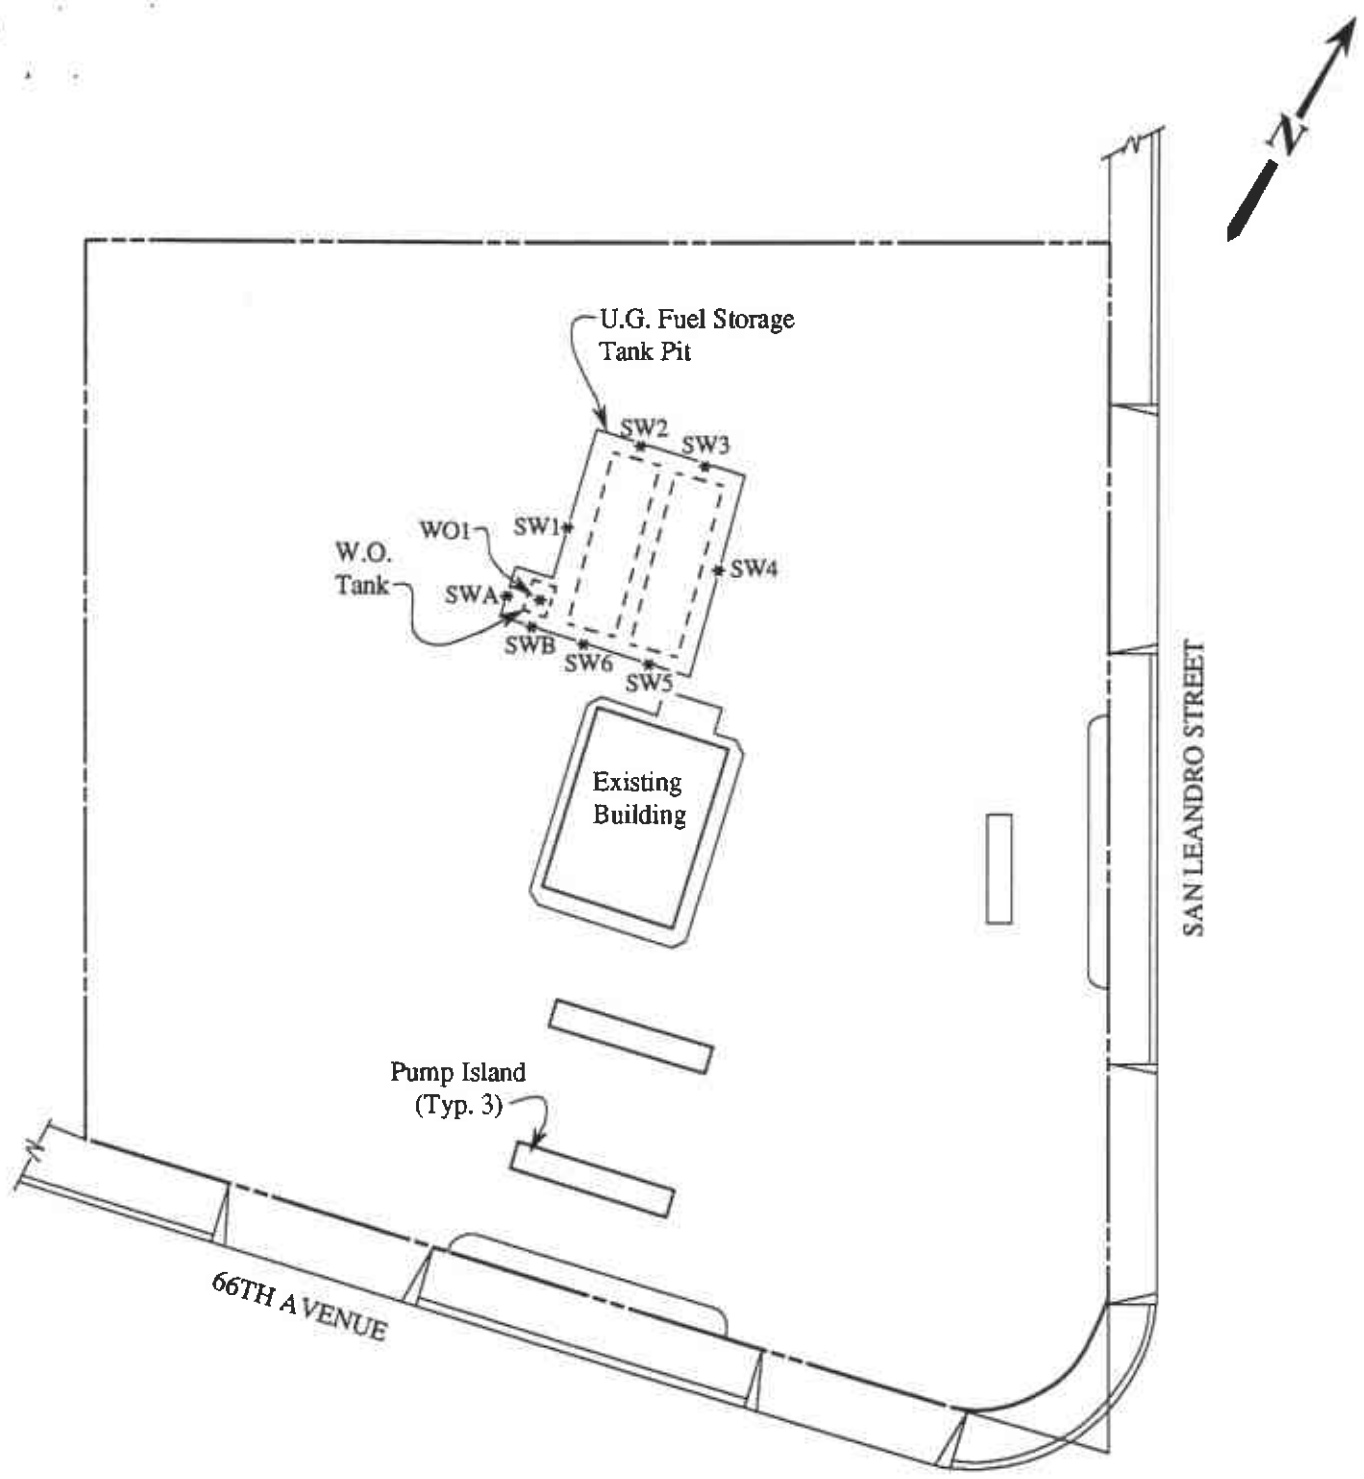 N
U.G. Fuel Storage
Tank Pit
SW2
SW3
WO1
SW1
W.O.
Tank
SW4
SWA
SWB
SW6
SW5
Existing
Building
SAN LEANDRO STREET
Pump Island
(Typ. 3)
66TH AVENUE